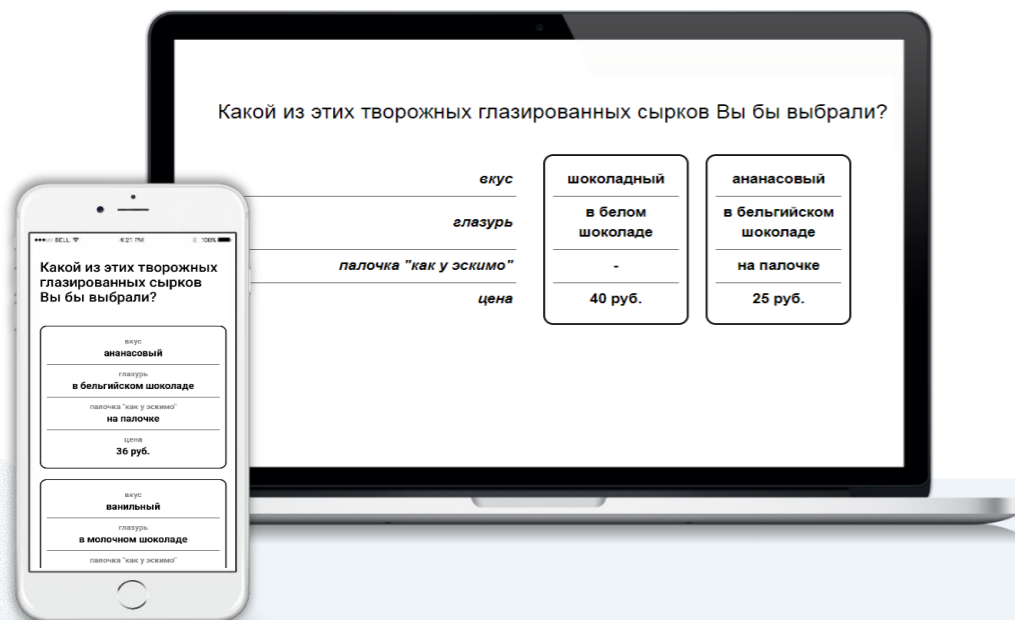 Какой из этих творожных глазированных сырков Вы бы выбрали?
вкус шоколадный ананасовый
глазурь в белом шоколаде в бельгийском шоколаде
палочка "как у эскимо" - на палочке
цена 40 руб. 25 руб.
BELL 4:21 PM 100%
Какой из этих творожных
глазированных сырков
Вы бы выбрали?
вкус
ананасовый
глазурь
в бельгийском шоколаде
палочка "как у эскимо"
на палочке
цена
36 руб.
вкус
ванильный
глазурь
в молочном шоколаде
палочка "как у эскимо"